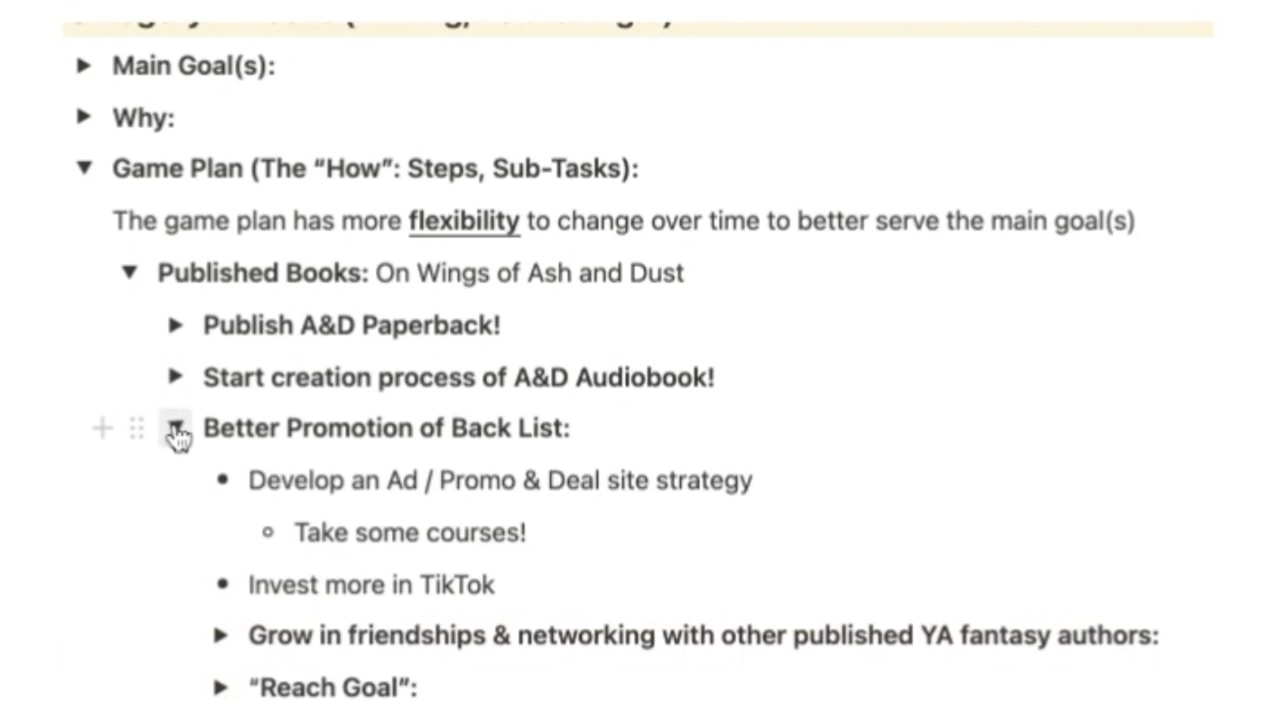 Main Goal(s):
Why:
Game Plan (The “How”: Steps, Sub-Tasks):
The game plan has more flexibility to change over time to better serve the main goal(s)
Published Books: On Wings of Ash and Dust
Publish A&D Paperback!
Start creation process of A&D Audiobook!
Better Promotion of Back List:
Develop an Ad / Promo & Deal site strategy
Take some courses!
Invest more in TikTok
Grow in friendships & networking with other published YA fantasy authors:
“Reach Goal”: